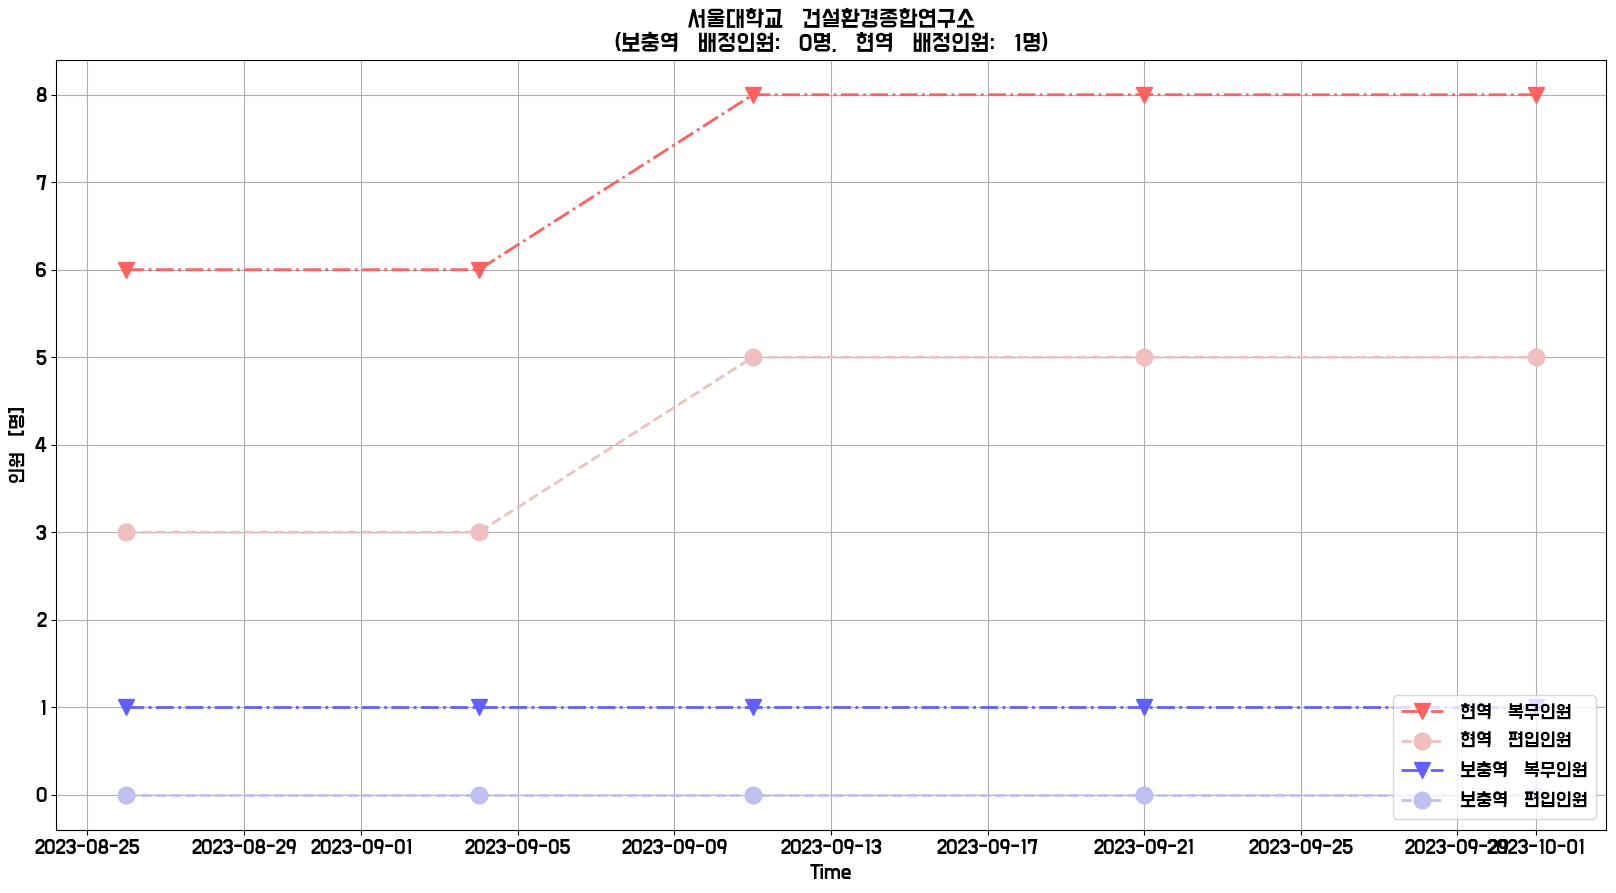 서울대학교 건설환경종합연구소
(보충역 배정인원: 0명, 현역 배정인원: 1명)
인원 [명]
8
7
6
5
4
3
2
1
0
현역 복무인원
현역 편입인원
보충역 복무인원
보충역 편입인원
2023-08-25 2023-08-29 2023-09-01 2023-09-05 2023-09-09 2023-09-13 2023-09-17 2023-09-21 2023-09-25 2023-09-29 2023-10-01
Time